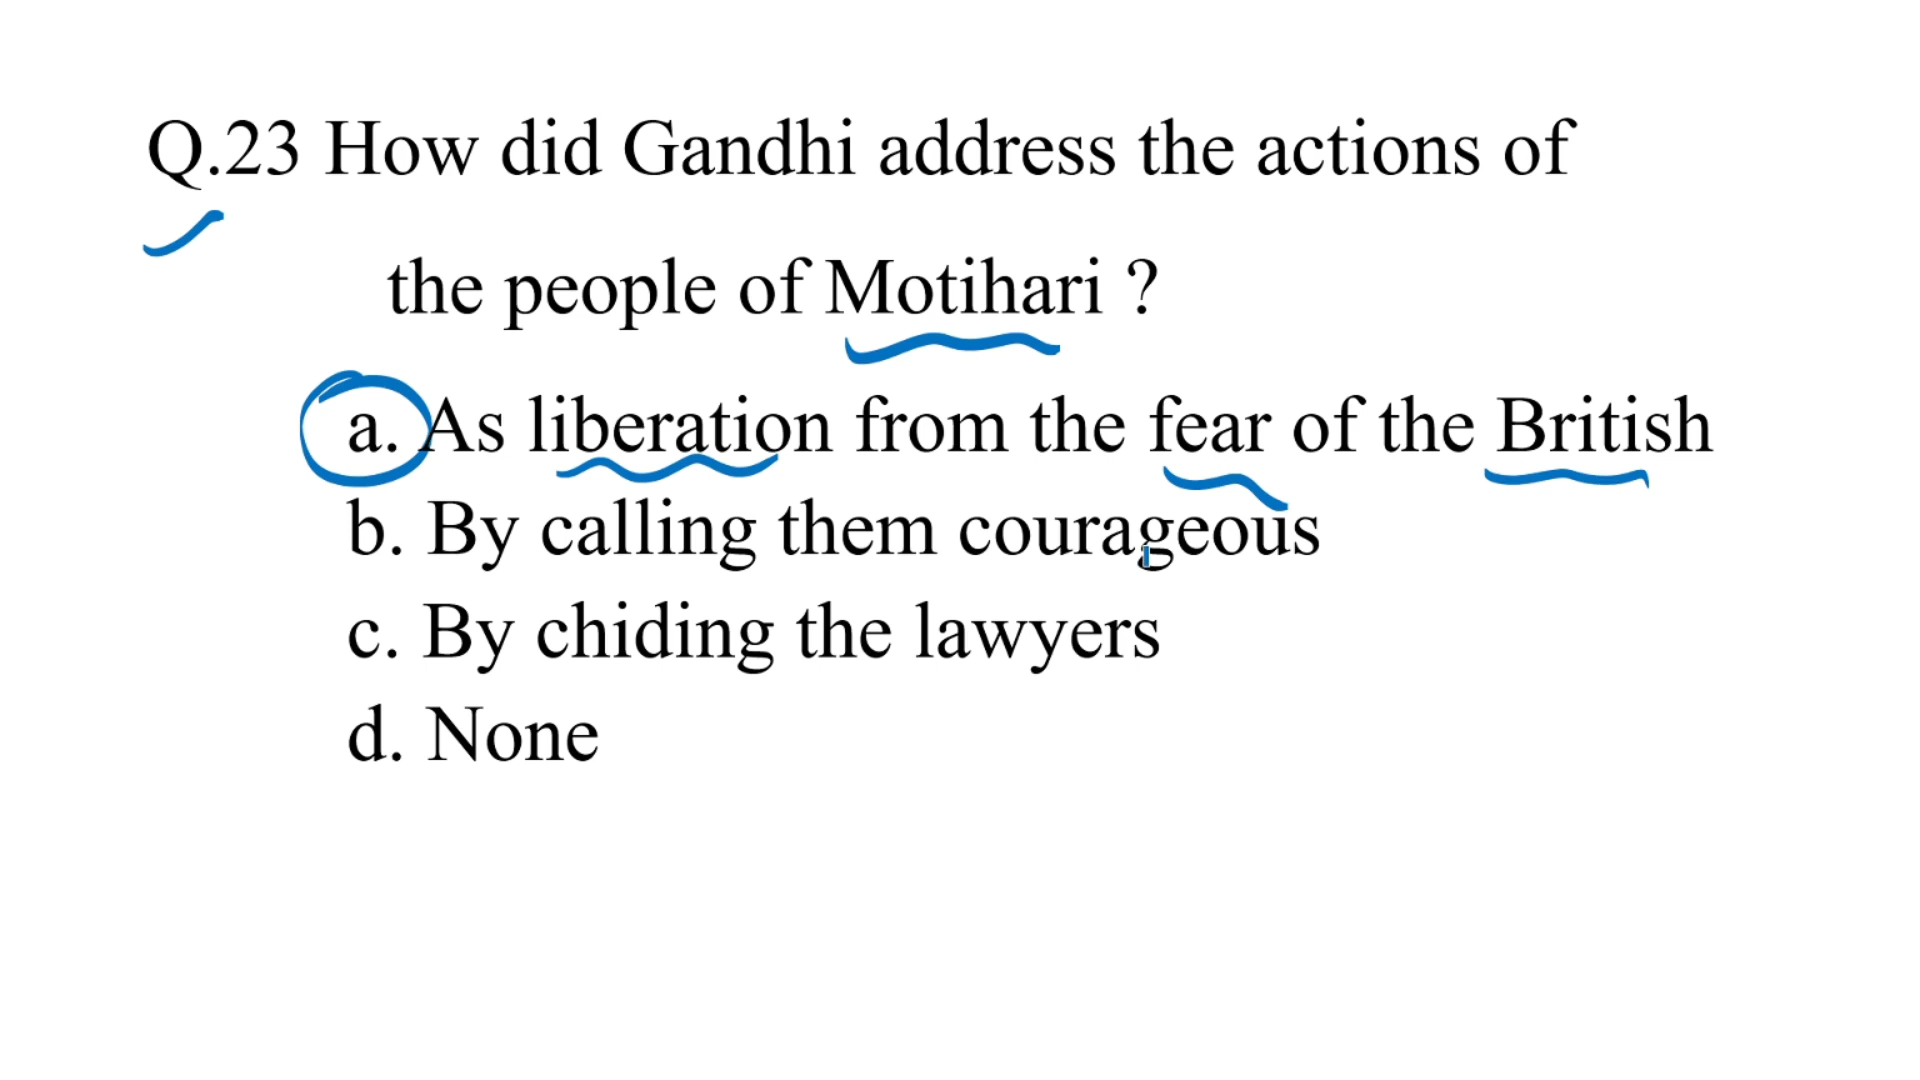 Q.23 How did Gandhi address the actions of
the people of Motihari ?
a. As liberation from the fear of the British
b. By calling them courageous
c. By chiding the lawyers
d. None